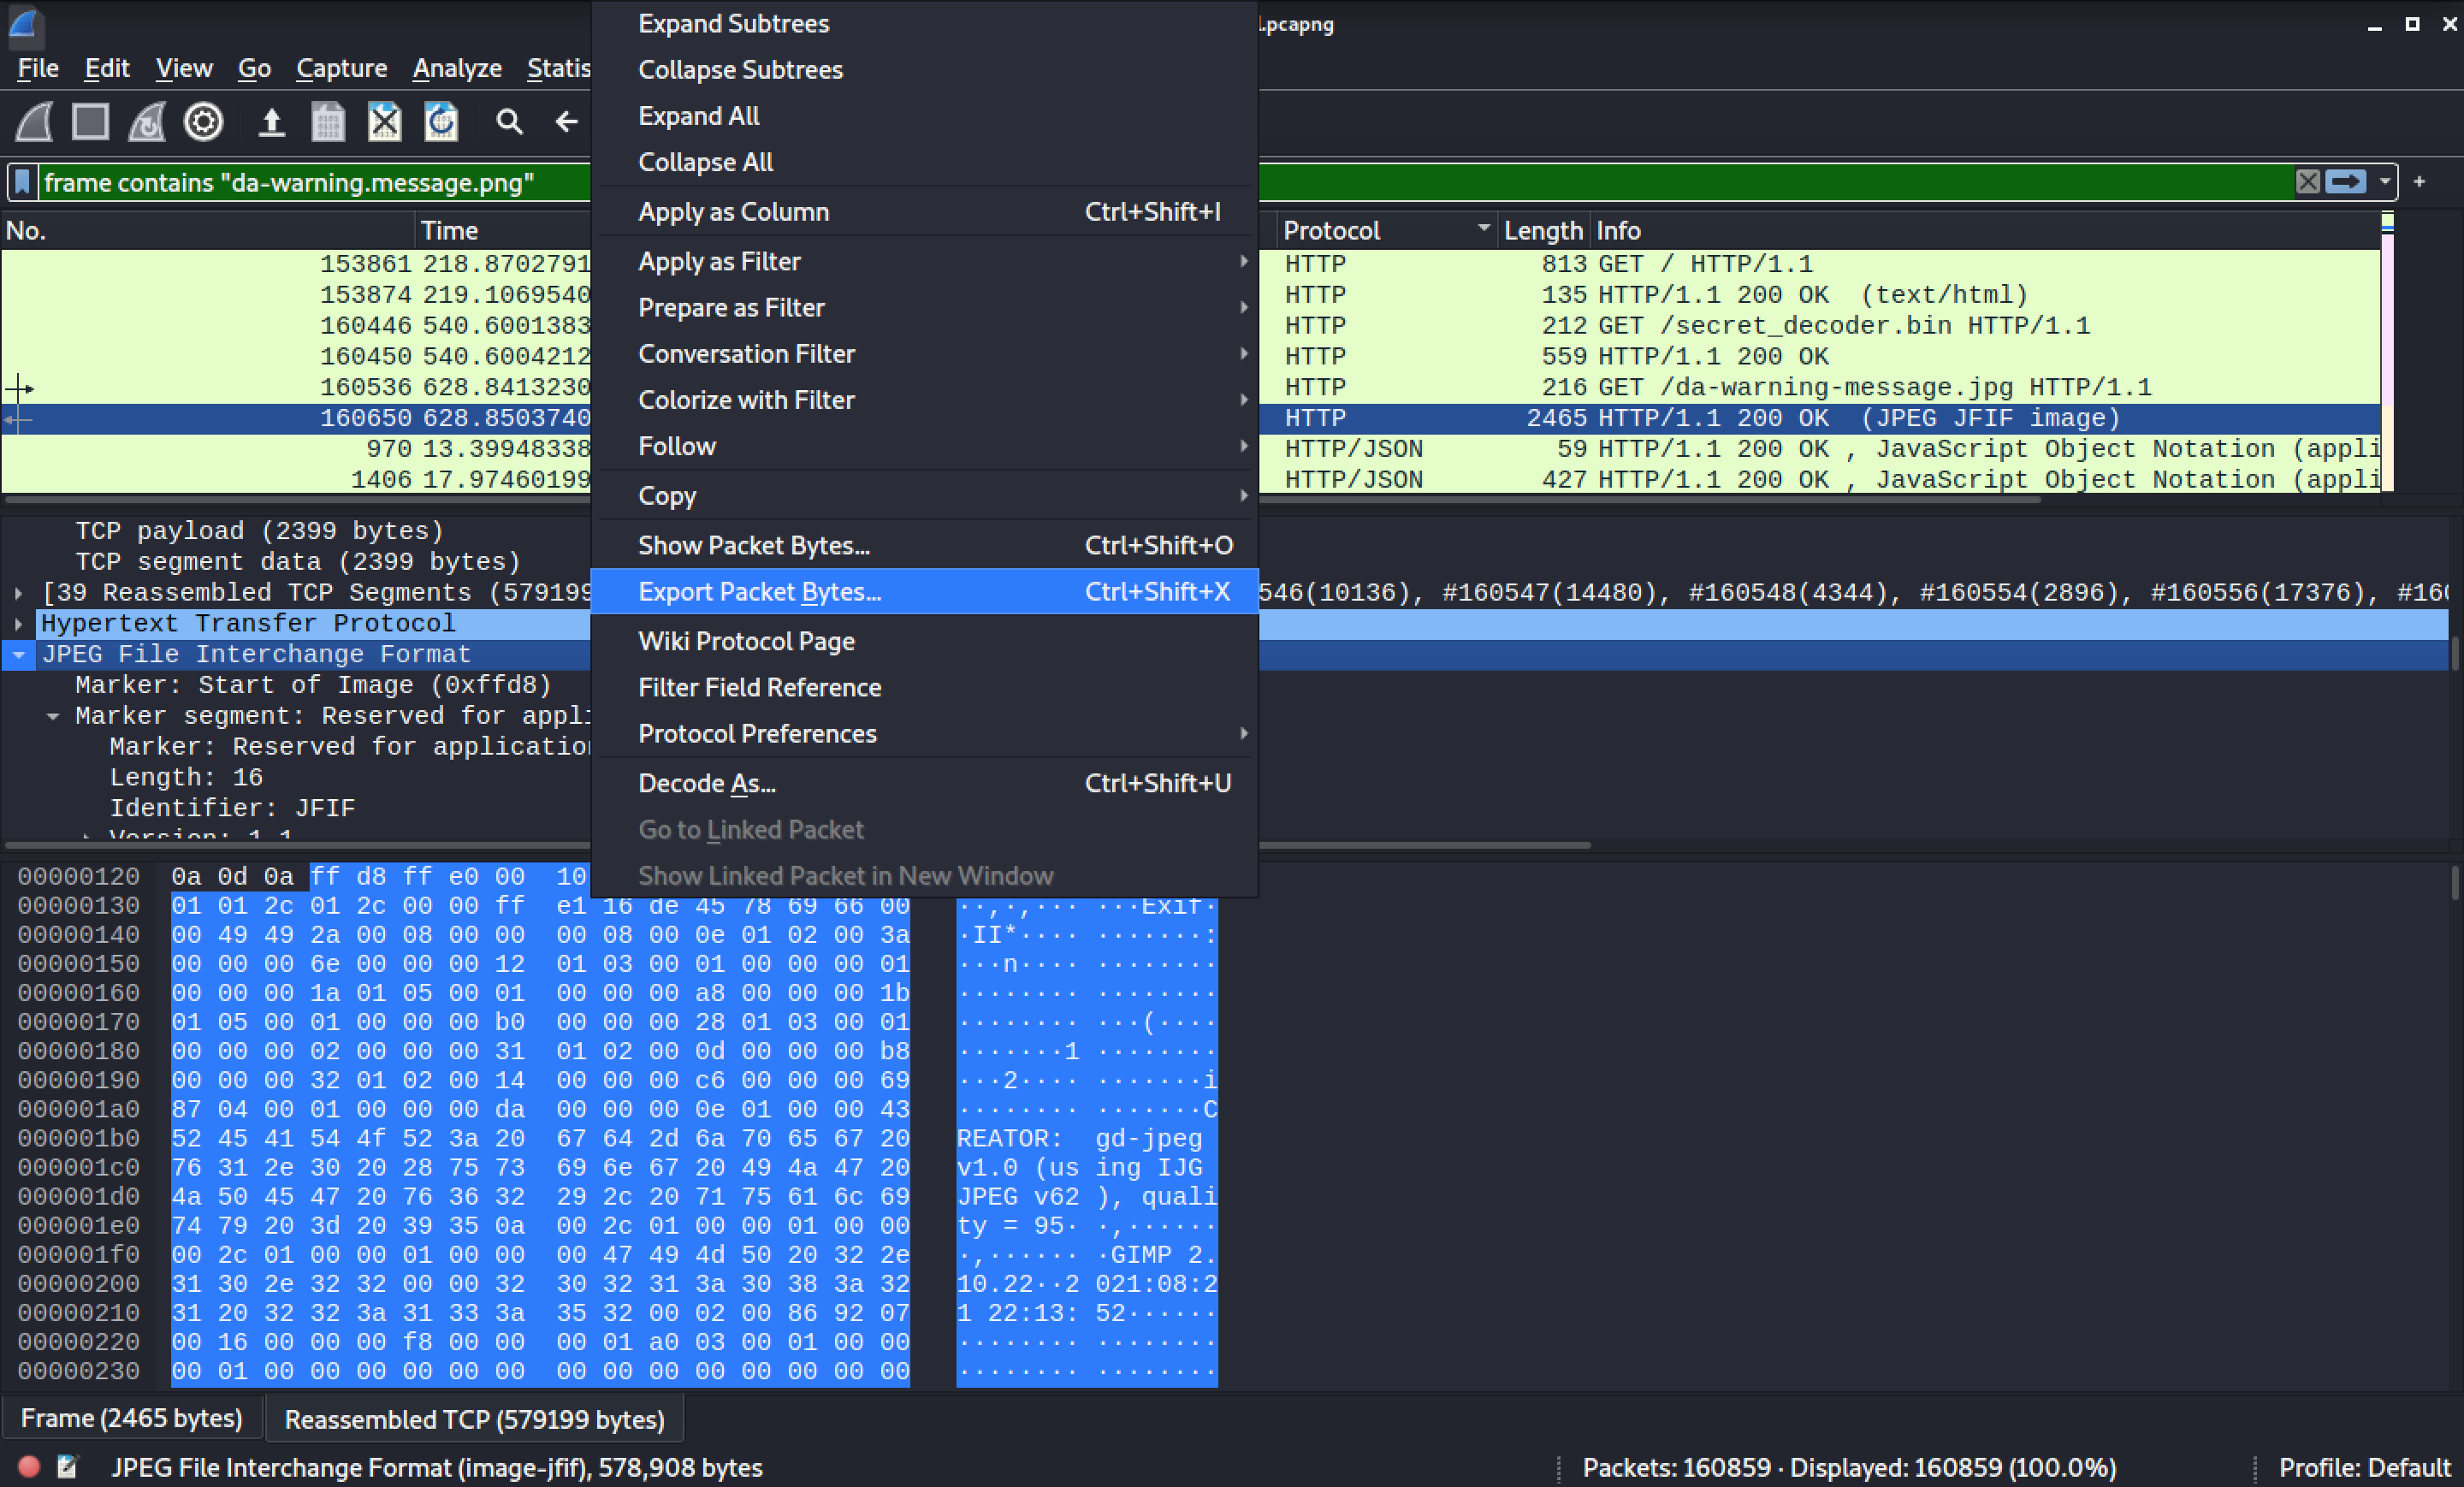 .pcapng
File Edit View Go Capture Analyze Statis
frame contains "da-warning.message.png"
No. Time Protocol Length Info
153861 218.8702791 HTTP 813 GET / HTTP/1.1
153874 219.1069540 HTTP 135 HTTP/1.1 200 OK (text/html)
160446 540.6001383 HTTP 212 GET /secret_decoder.bin HTTP/1.1
160450 540.6004212 HTTP 559 HTTP/1.1 200 OK
160536 628.8413230 HTTP 216 GET /da-warning-message.jpg HTTP/1.1
160650 628.8503740 HTTP 2465 HTTP/1.1 200 OK (JPEG JFIF image)
970 13.39948338 HTTP/JSON 59 HTTP/1.1 200 OK , JavaScript Object Notation (appli
1406 17.97460199 HTTP/JSON 427 HTTP/1.1 200 OK , JavaScript Object Notation (appli
Expand Subtrees
Collapse Subtrees
Expand All
Collapse All
Apply as Column Ctrl+Shift+I
Apply as Filter
Prepare as Filter
Conversation Filter
Colorize with Filter
Follow
Copy
Show Packet Bytes... Ctrl+Shift+O
Export Packet Bytes... Ctrl+Shift+X
Wiki Protocol Page
Filter Field Reference
Protocol Preferences
Decode As... Ctrl+Shift+U
Go to Linked Packet
Show Linked Packet in New Window
TCP payload (2399 bytes)
TCP segment data (2399 bytes)
[39 Reassembled TCP Segments (579199 546(10136), #160547(14480), #160548(4344), #160554(2896), #160556(17376), #160
Hypertext Transfer Protocol
JPEG File Interchange Format
Marker: Start of Image (0xffd8)
Marker segment: Reserved for appli
Marker: Reserved for application
Length: 16
Identifier: JFIF
Version: 1.1
00000120 0a 0d 0a ff d8 ff e0 00 10
00000130 01 01 2c 01 2c 00 00 ff e1 16 de 45 78 69 66 00 ··,·,··· ···Exif·
00000140 00 49 49 2a 00 08 00 00 00 08 00 0e 01 02 00 3a ·II*···· ·······:
00000150 00 00 00 6e 00 00 00 12 01 03 00 01 00 00 00 01 ···n···· ········
00000160 00 00 00 1a 01 05 00 01 00 00 00 a8 00 00 00 1b ········ ········
00000170 01 05 00 01 00 00 00 b0 00 00 00 28 01 03 00 01 ········ ···(····
00000180 00 00 00 02 00 00 00 31 01 02 00 0d 00 00 00 b8 ·······1 ········
00000190 00 00 00 32 01 02 00 14 00 00 00 c6 00 00 00 69 ···2···· ·······i
000001a0 87 04 00 01 00 00 00 da 00 00 00 0e 01 00 00 43 ········ ·······C
000001b0 52 45 41 54 4f 52 3a 20 67 64 2d 6a 70 65 67 20 REATOR: gd-jpeg
000001c0 76 31 2e 30 20 28 75 73 69 6e 67 20 49 4a 47 20 v1.0 (us ing IJG
000001d0 4a 50 45 47 20 76 36 32 29 2c 20 71 75 61 6c 69 JPEG v62 ), quali
000001e0 74 79 20 3d 20 39 35 0a 00 2c 01 00 00 01 00 00 ty = 95· ·,······
000001f0 00 2c 01 00 00 01 00 00 00 47 49 4d 50 20 32 2e ·,······ ·GIMP 2.
00000200 31 30 2e 32 32 00 00 32 30 32 31 3a 30 38 3a 32 10.22··2 021:08:2
00000210 31 20 32 32 3a 31 33 3a 35 32 00 02 00 86 92 07 1 22:13: 52······
00000220 00 16 00 00 00 f8 00 00 00 01 a0 03 00 01 00 00 ········ ········
00000230 00 01 00 00 00 00 00 00 00 00 00 00 00 00 00 00 ········ ········
Frame (2465 bytes) Reassembled TCP (579199 bytes)
JPEG File Interchange Format (image-jfif), 578,908 bytes Packets: 160859 · Displayed: 160859 (100.0%) Profile: Default